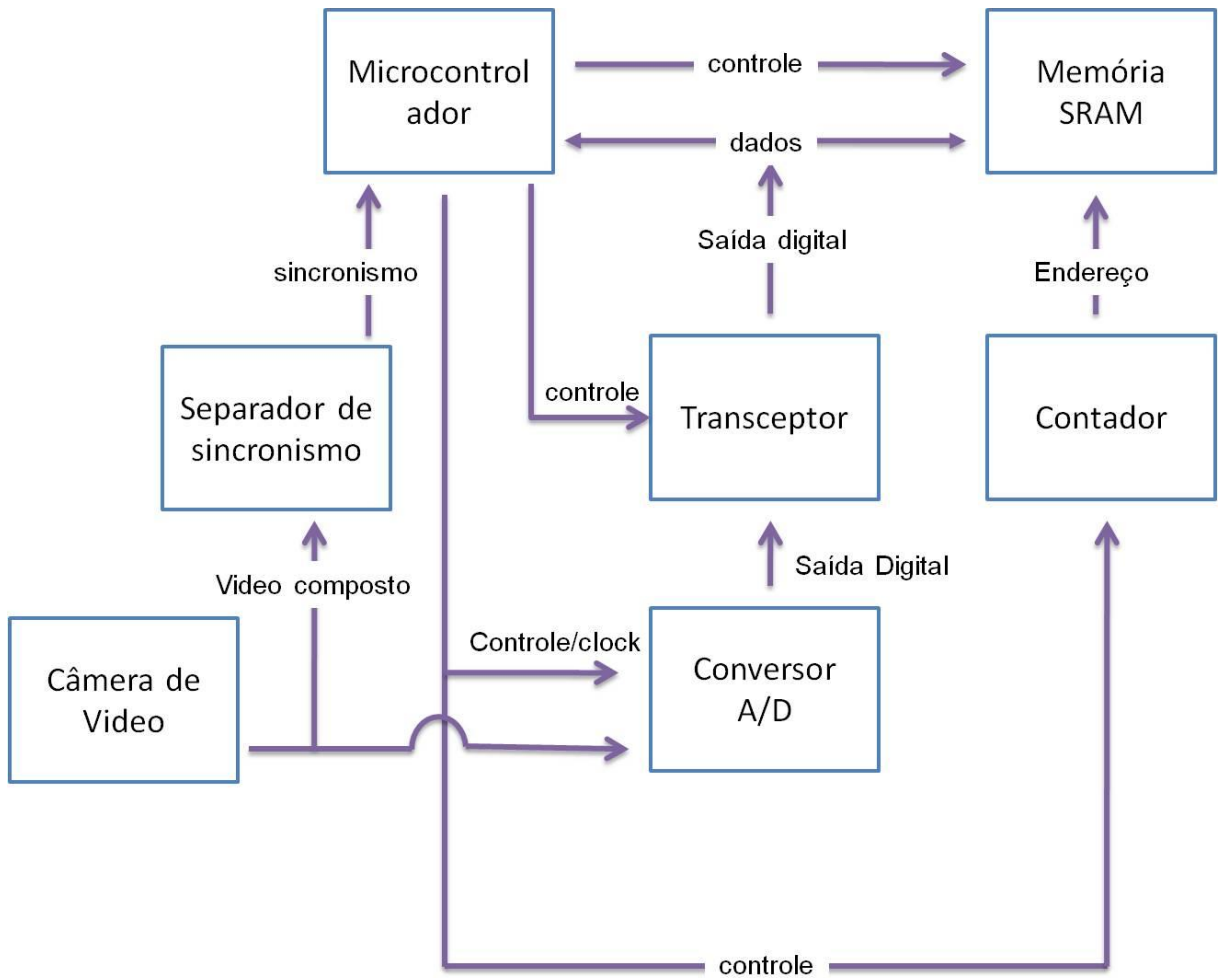 Microcontrol
ador
controle
Memória
SRAM
dados
Saída digital
sincronismo
Endereço
Separador de
sincronismo
controle
Transceptor
Contador
Video composto
Saída Digital
Controle/clock
Câmera de
Video
Conversor
A/D
controle